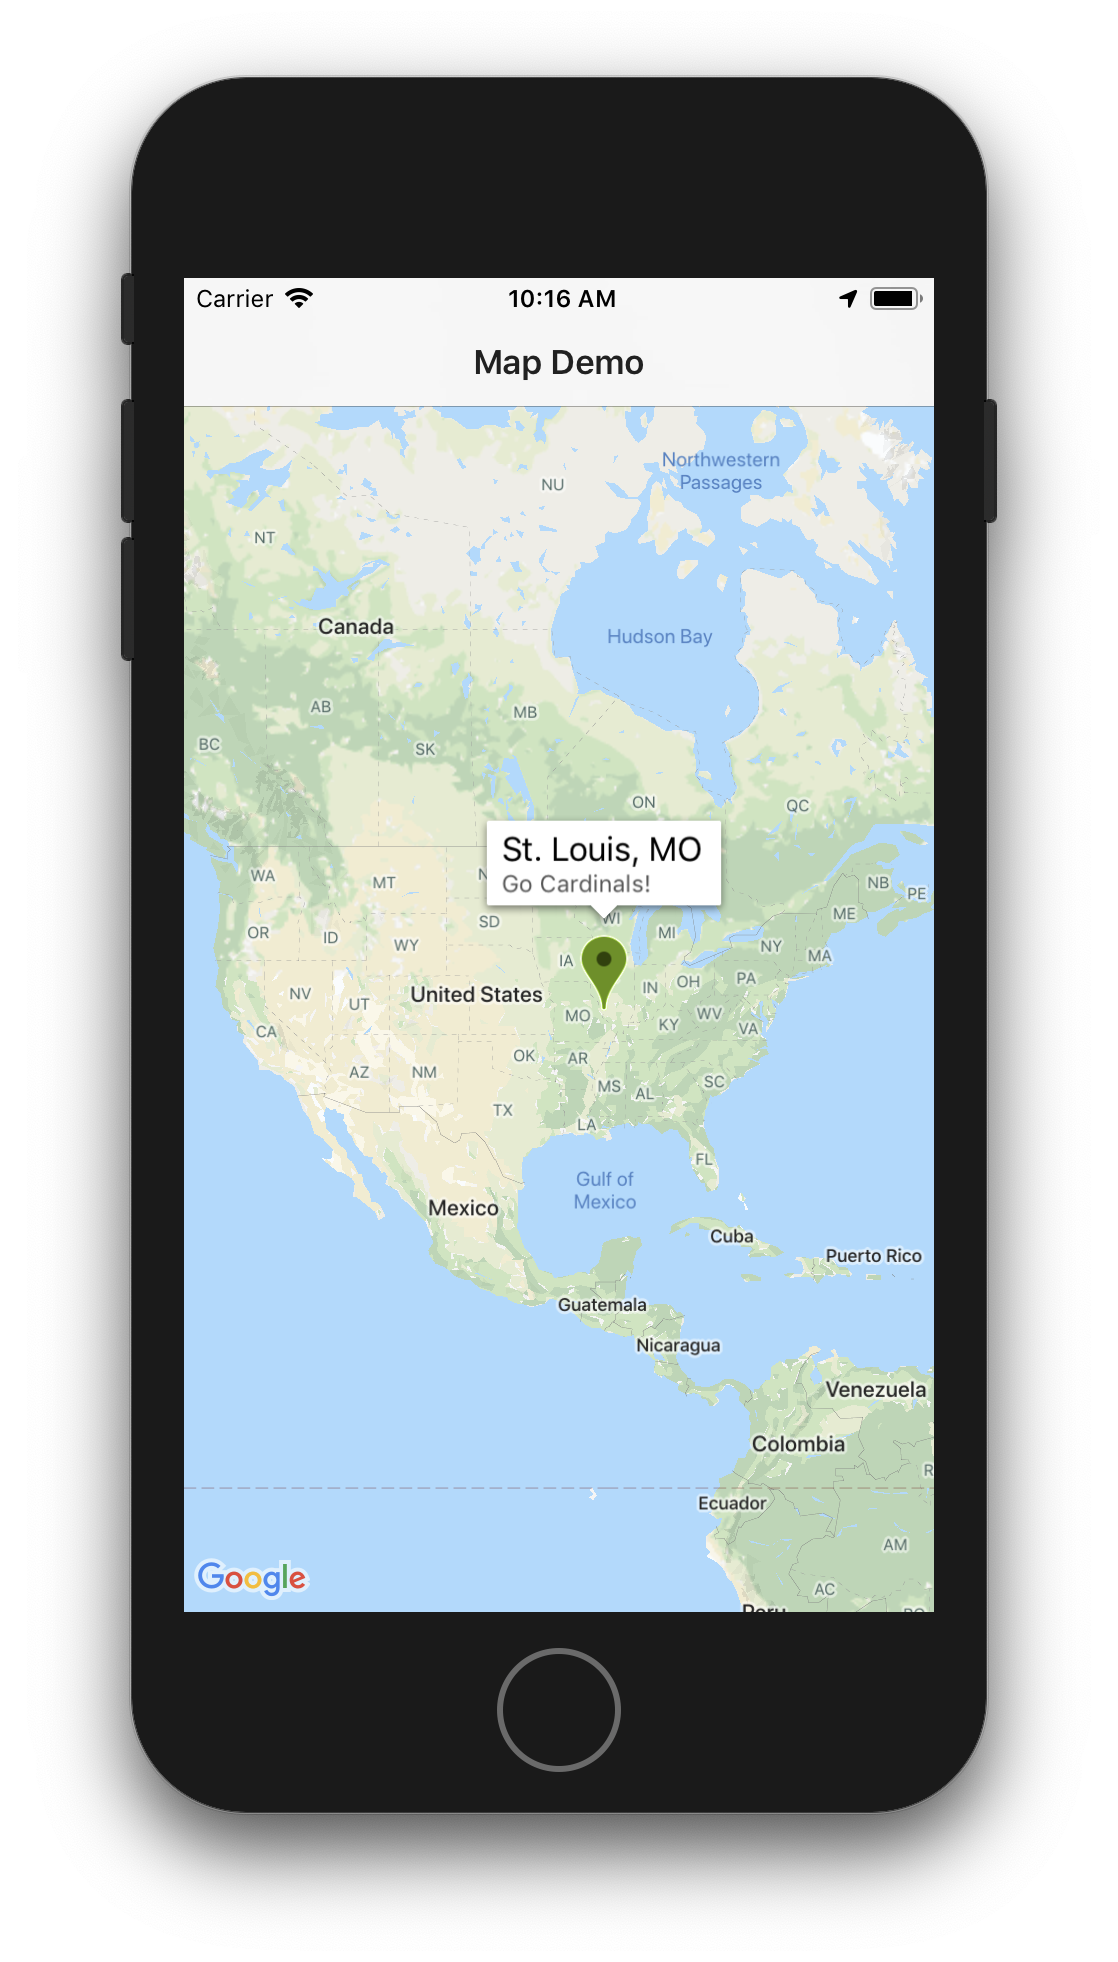 Carrier 10:16 AM
Map Demo
Northwestern
Passages
NU
NT
Canada
Hudson Bay
AB
MB
BC
SK
ON
QC
St. Louis, MO
Go Cardinals!
WA
MT
NB
PE
OR
ID
WY
SD
WI
MI
ME
NY
MA
IA
NV
UT
United States
IN
OH
PA
CA
MO
KY
WV
VA
AZ
NM
OK
AR
MS
AL
SC
TX
LA
FL
Gulf of
Mexico
Mexico
Cuba
Puerto Rico
Guatemala
Nicaragua
Venezuela
Colombia
Ecuador
AM
AC
Peru
Google